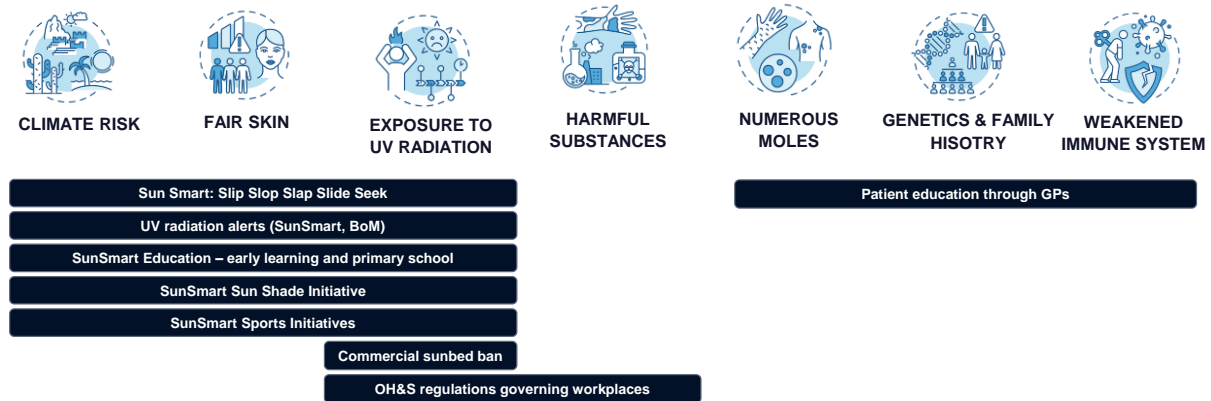 CLIMATE RISK
FAIR SKIN
EXPOSURE TO
UV RADIATION
HARMFUL
SUBSTANCES
NUMEROUS
MOLES
GENETICS & FAMILY
HISOTRY
WEAKENED
IMMUNE SYSTEM
Sun Smart: Slip Slop Slap Slide Seek
Patient education through GPs
UV radiation alerts (SunSmart, BoM)
SunSmart Education – early learning and primary school
SunSmart Sun Shade Initiative
SunSmart Sports Initiatives
Commercial sunbed ban
OH&S regulations governing workplaces